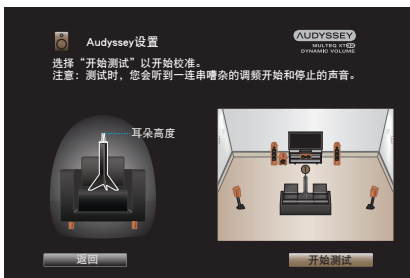 Audyssey设置
AUDYSSEY
MULTEQ XT32
DYNAMIC VOLUME
选择“开始测试”以开始校准。
注意：测试时，您会听到一连串嘈杂的调频开始和停止的声音。
耳朵高度
返回
开始测试